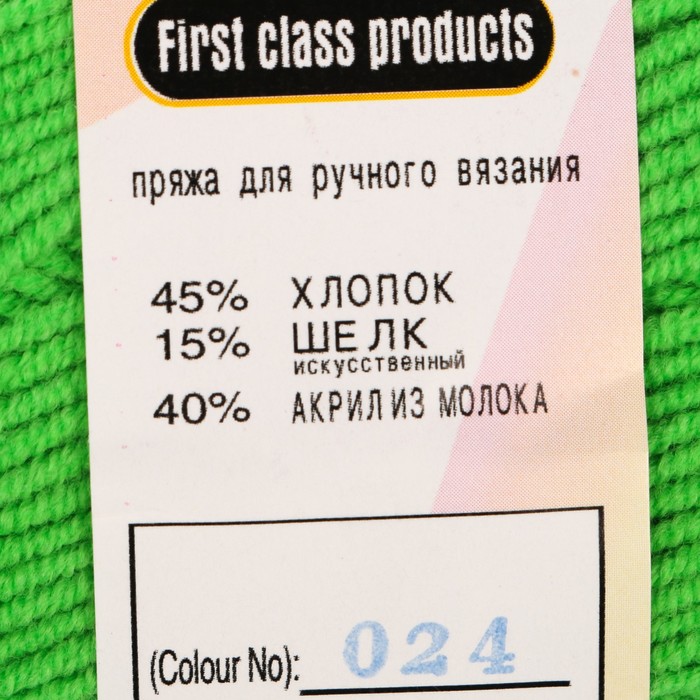 First class products
пряжа для ручного вязания
45% ХЛОПОК
15% ШЕЛК
искусственный
40% АКРИЛ ИЗ МОЛОКА
(Colour No): 024